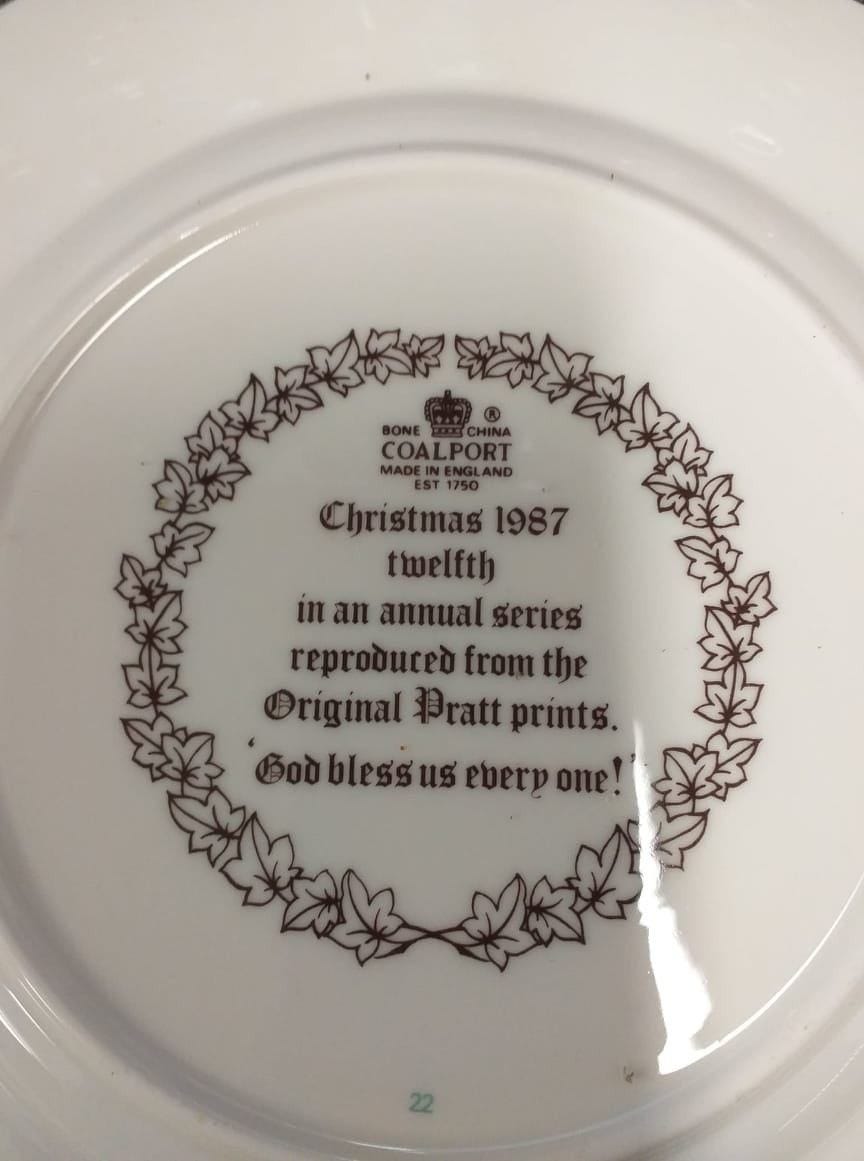 BONE CHINA ®
COALPORT
MADE IN ENGLAND
EST 1750
Christmas 1987
twelfth
in an annual series
reproduced from the
Original Pratt prints.
'God bless us every one!'
22